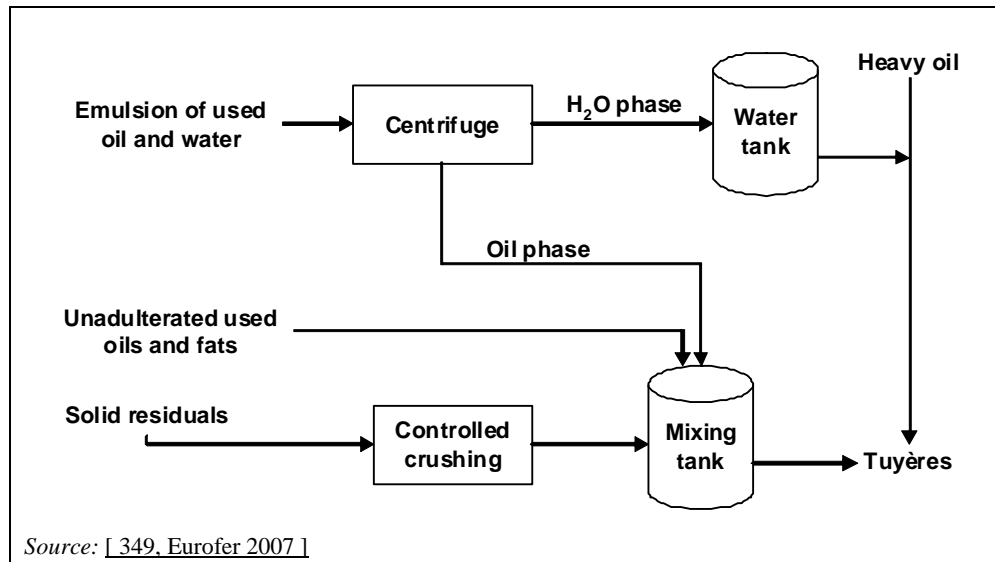 Heavy oil
Emulsion of used
oil and water
Centrifuge
H₂O phase
Water
tank
Oil phase
Unadulterated used
oils and fats
Solid residuals
Controlled
crushing
Mixing
tank
Tuyères
Source: [ 349, Eurofer 2007 ]